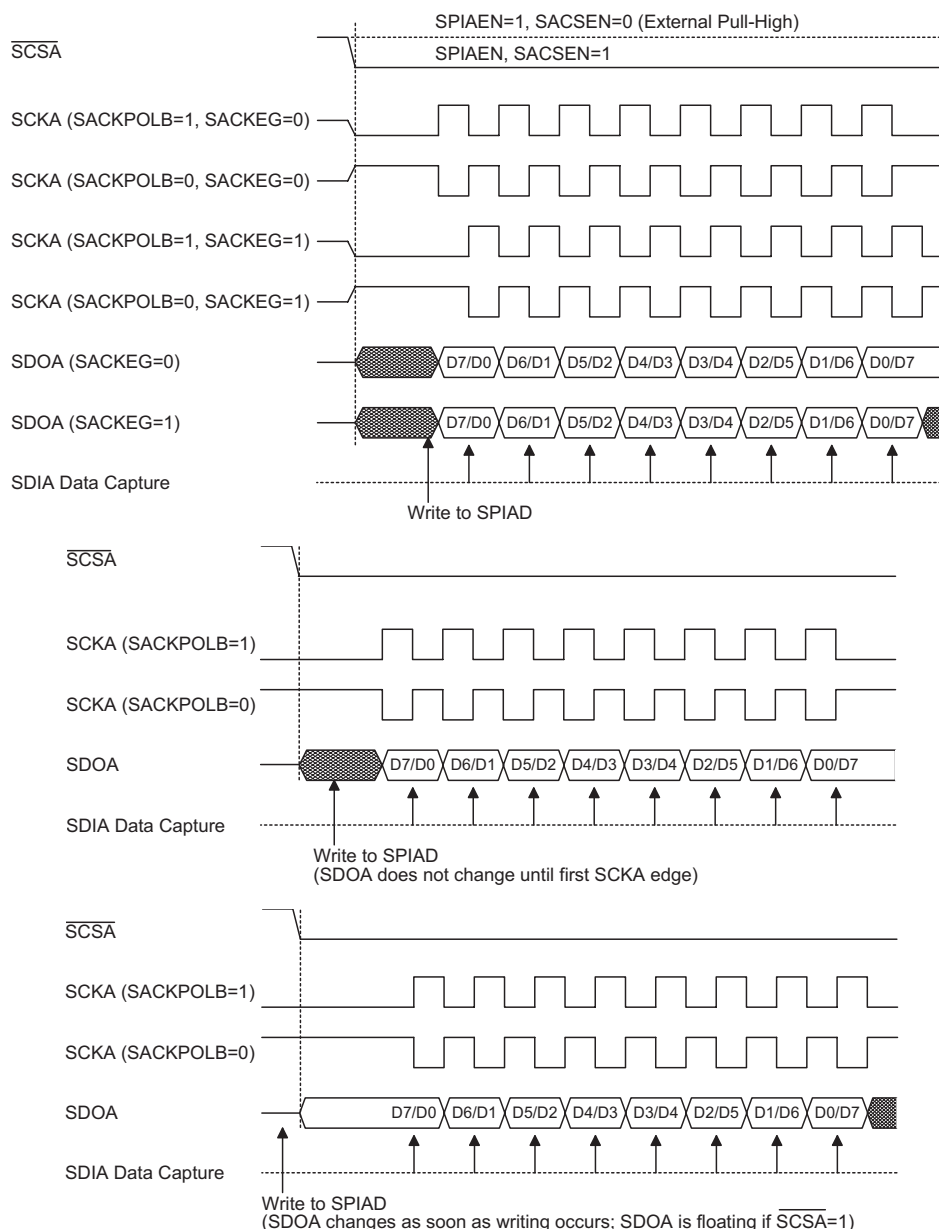 SPIAEN=1, SACSEN=0 (External Pull-High)
SCSA
SPIAEN, SACSEN=1
SCKA (SACKPOLB=1, SACKEG=0)
SCKA (SACKPOLB=0, SACKEG=0)
SCKA (SACKPOLB=1, SACKEG=1)
SCKA (SACKPOLB=0, SACKEG=1)
SDOA (SACKEG=0) D7/D0 D6/D1 D5/D2 D4/D3 D3/D4 D2/D5 D1/D6 D0/D7
SDOA (SACKEG=1) D7/D0 D6/D1 D5/D2 D4/D3 D3/D4 D2/D5 D1/D6 D0/D7
SDIA Data Capture
Write to SPIAD
SCSA
SCKA (SACKPOLB=1)
SCKA (SACKPOLB=0)
SDOA D7/D0 D6/D1 D5/D2 D4/D3 D3/D4 D2/D5 D1/D6 D0/D7
SDIA Data Capture
Write to SPIAD
(SDOA does not change until first SCKA edge)
SCSA
SCKA (SACKPOLB=1)
SCKA (SACKPOLB=0)
SDOA D7/D0 D6/D1 D5/D2 D4/D3 D3/D4 D2/D5 D1/D6 D0/D7
SDIA Data Capture
Write to SPIAD
(SDOA changes as soon as writing occurs; SDOA is floating if SCSA=1)